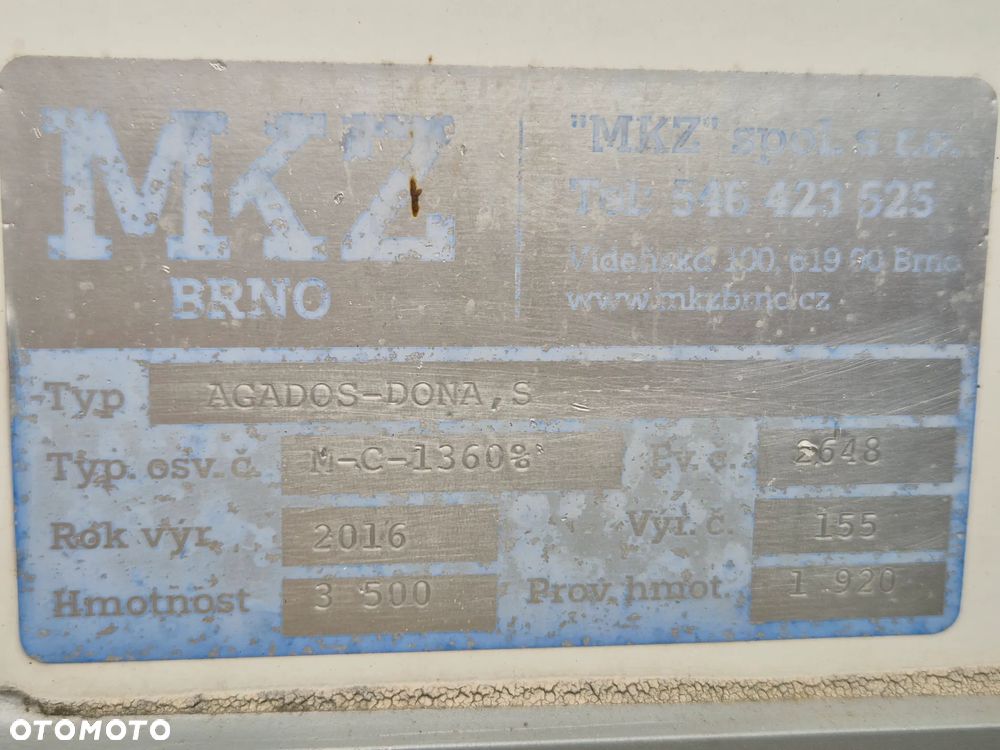 MKZ
BRNO
"MKZ" spol. s r.o.
Tel: 546 423 525
Vídeňská 100, 619 00 Brno
www.mkzbrno.cz
Typ AGADOS-DONA,S
Typ. osv.č. M-C-1360% Ev. č. 2648
Rok výr. 2016 Výr. č. 155
Hmotnost 3 500 Prov. hmot. 1 920
OTOMOTO